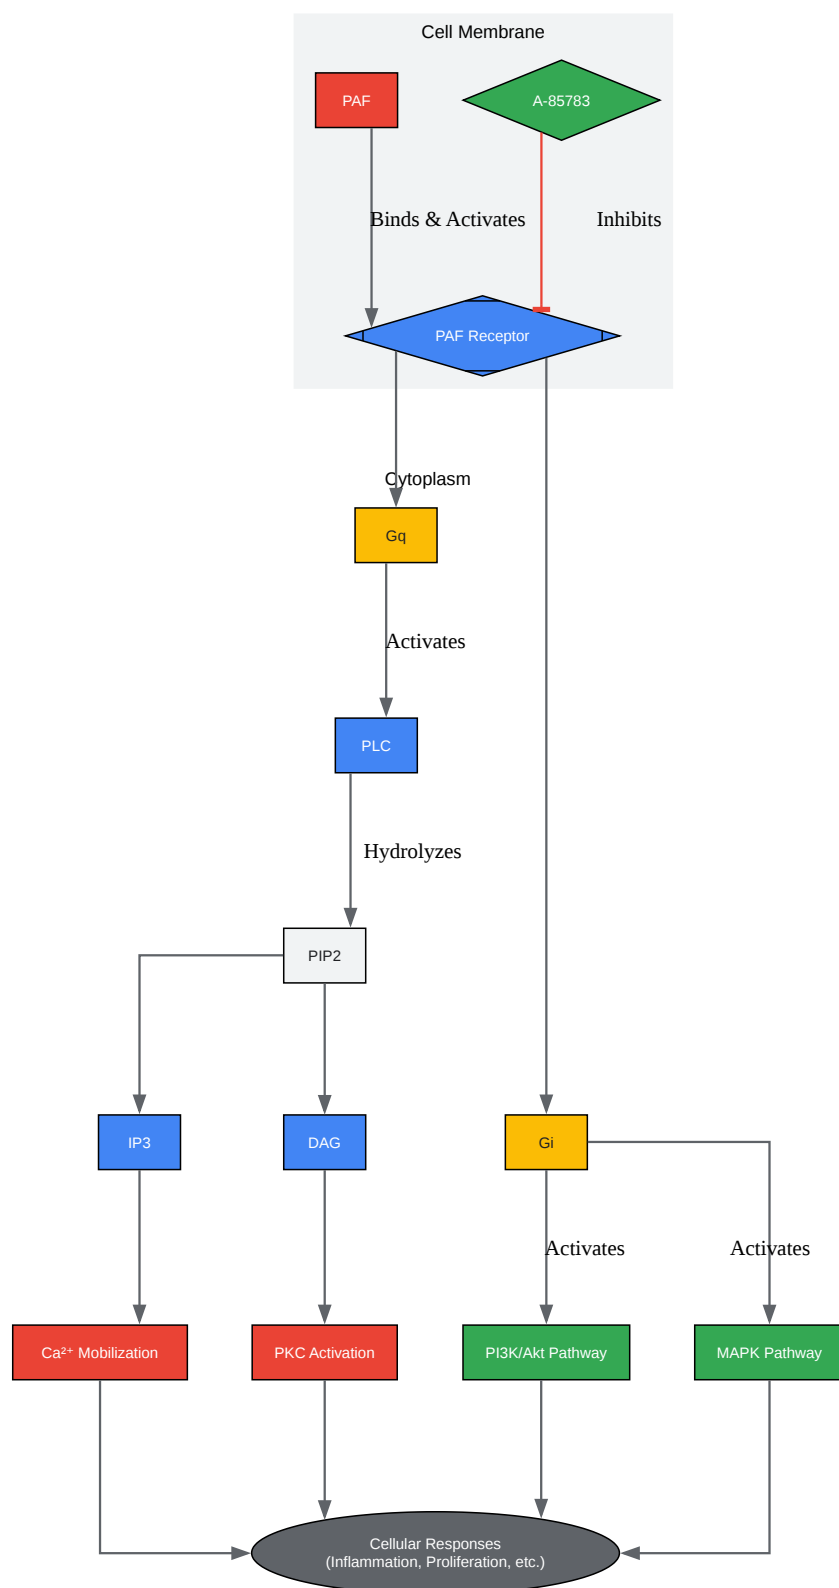 Cell Membrane
PAF
A-85783
Binds & Activates
Inhibits
PAF Receptor
Cytoplasm
Gq
Activates
PLC
Hydrolyzes
PIP2
IP3
DAG
Gi
Activates
Activates
Ca²⁺ Mobilization
PKC Activation
PI3K/Akt Pathway
MAPK Pathway
Cellular Responses
(Inflammation, Proliferation, etc.)